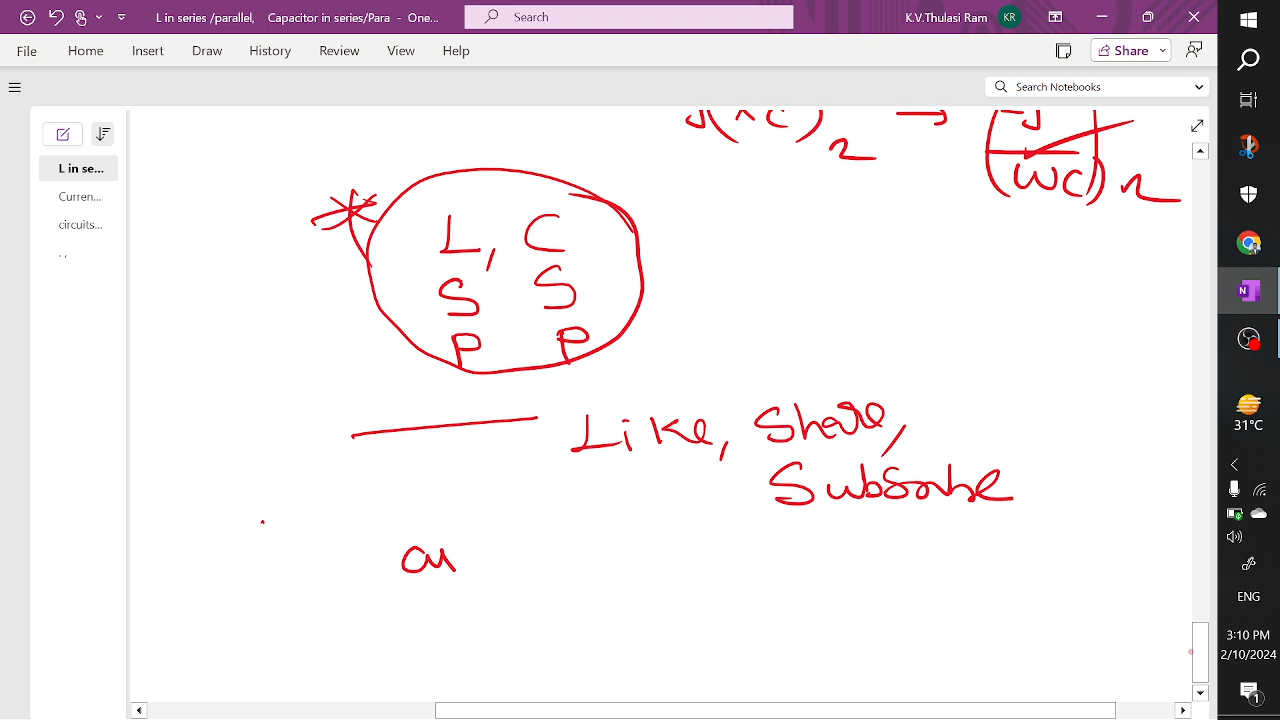 L in series /parallel, Capacitor in series/Para - One...
Search
K.V.Thulasi Ram KR
File Home Insert Draw History Review View Help
Share
Search Notebooks
L in se...
Curren...
circuits...
. ,
(ωC) 2
L, C
S S
P P
Like, Share,
Subscribe
31°C
ENG
3:10 PM
2/10/2024
1